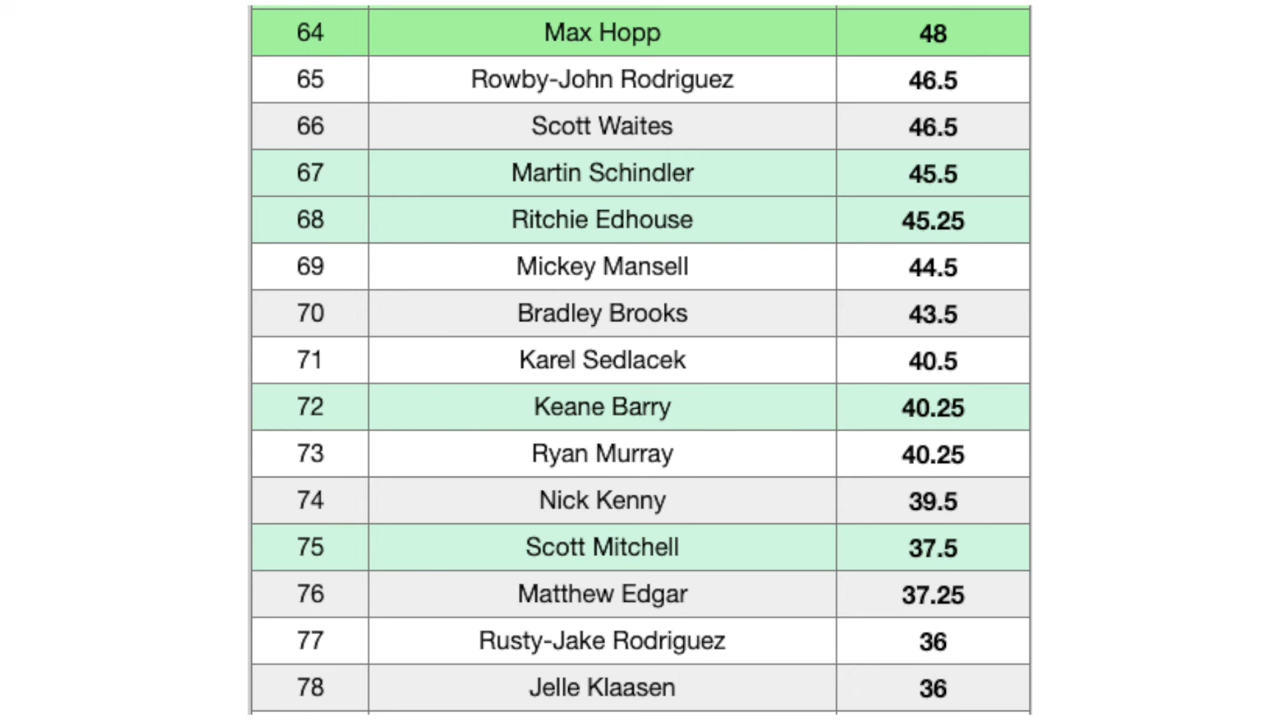 64 Max Hopp 48
65 Rowby-John Rodriguez 46.5
66 Scott Waites 46.5
67 Martin Schindler 45.5
68 Ritchie Edhouse 45.25
69 Mickey Mansell 44.5
70 Bradley Brooks 43.5
71 Karel Sedlacek 40.5
72 Keane Barry 40.25
73 Ryan Murray 40.25
74 Nick Kenny 39.5
75 Scott Mitchell 37.5
76 Matthew Edgar 37.25
77 Rusty-Jake Rodriguez 36
78 Jelle Klaasen 36